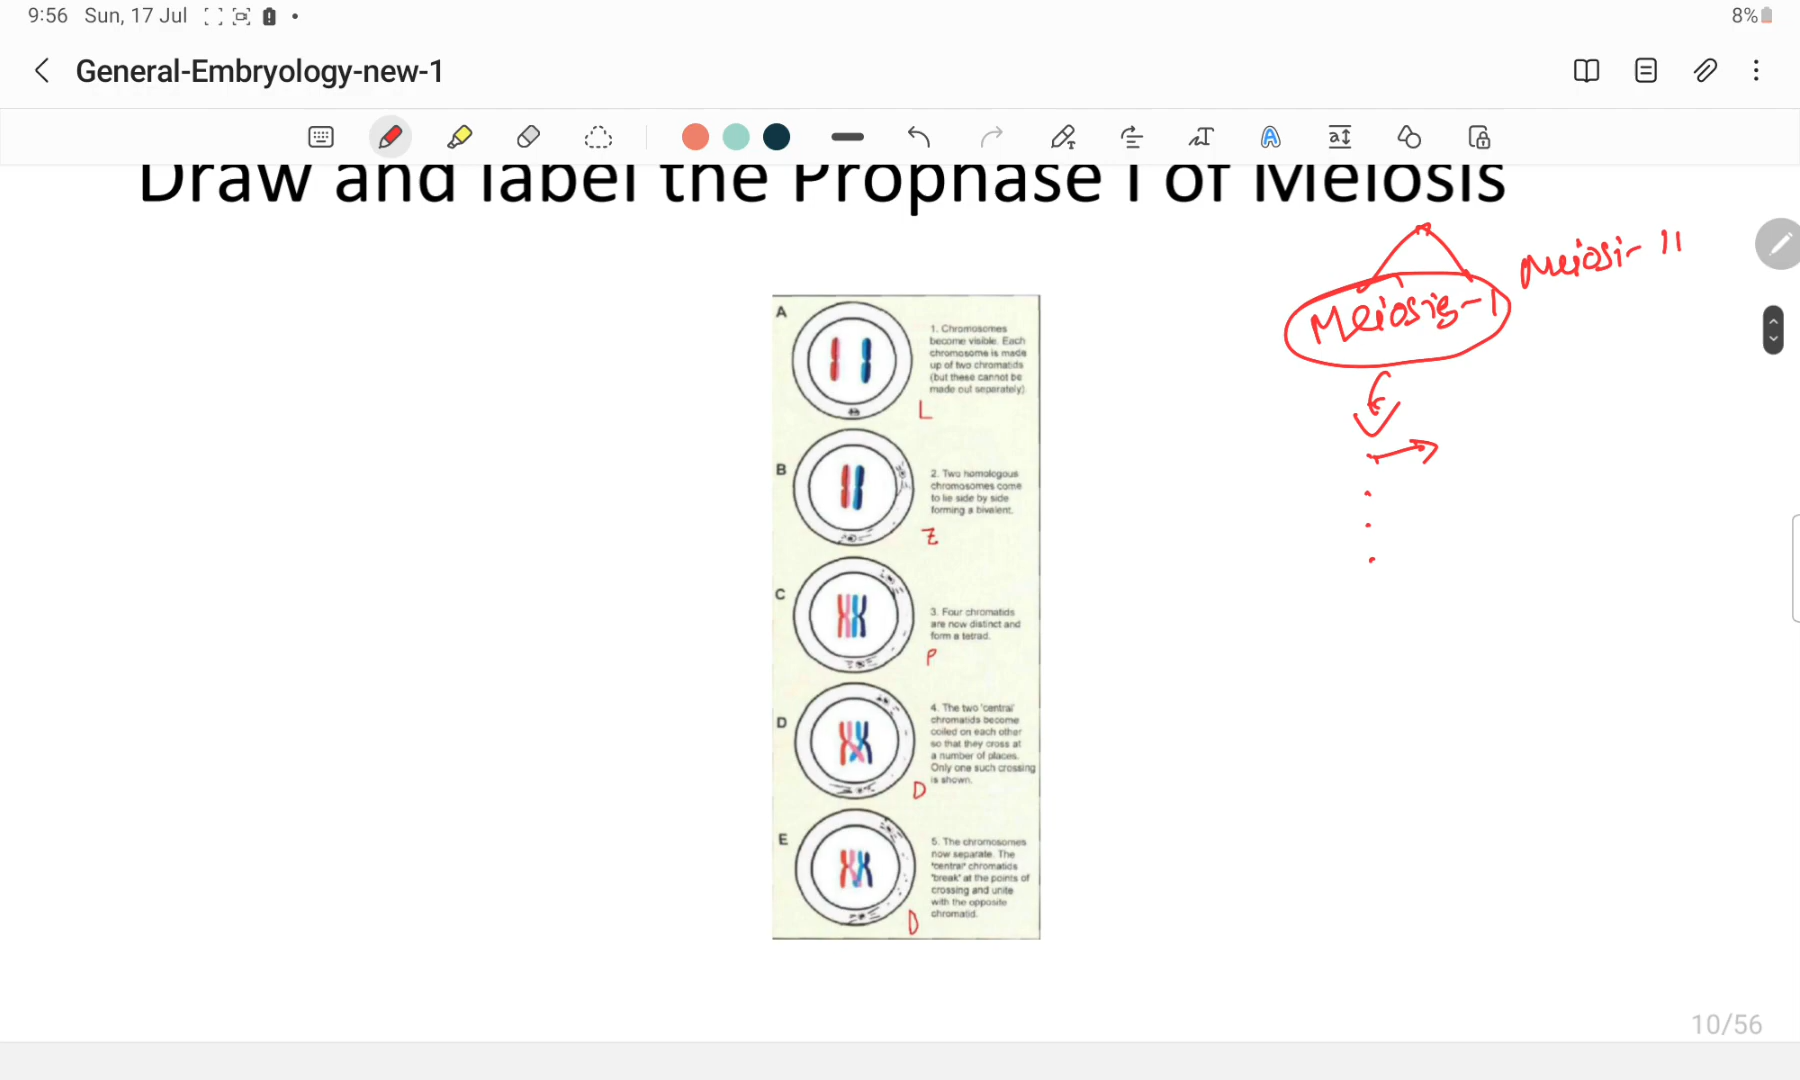 9:56 Sun, 17 Jul
8%
General-Embryology-new-1
Draw and label the Prophase I of Meiosis
Meiosi- II
Meiosis-I
A
1. Chromosomes
become visible. Each
chromosome is made
up of two chromatids
(but these cannot be
made out separately)
L
B
2. Two homologous
chromosomes come
to lie side by side
forming a bivalent.
Z
C
3. Four chromatids
are now distinct and
form a tetrad.
P
D
4. The two 'central'
chromatids become
coiled on each other
so that they cross at
a number of places.
Only one such crossing
is shown.
D
E
5. The chromosomes
now separate. The
'central' chromatids
'break' at the points of
crossing and unite
with the opposite
chromatid.
D
10/56